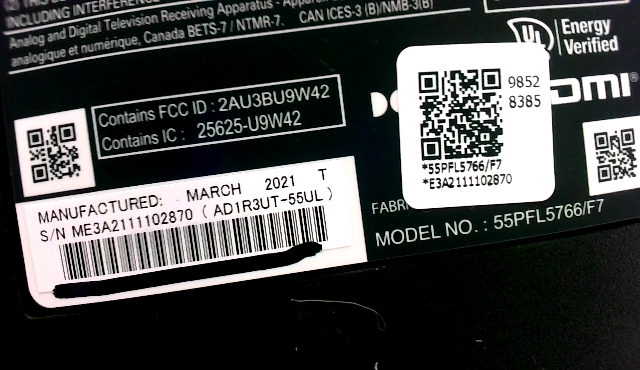 INCLUDING INTERFERENCE
Analog and Digital Television Receiving Apparatus -
analogique et numérique, Canada BETS-7 / NTMR-7. CAN ICES-3 (B)/NMB-3(B)
UL Energy
Verified
Contains FCC ID : 2AU3BU9W42
Contains IC : 25625-U9W42
9852
8385
*55PFL5766/F7
*E3A2111102870
MANUFACTURED: MARCH 2021 T
S/N ME3A2111102870 ( AD1R3UT-55UL )
MODEL NO. : 55PFL5766/F7